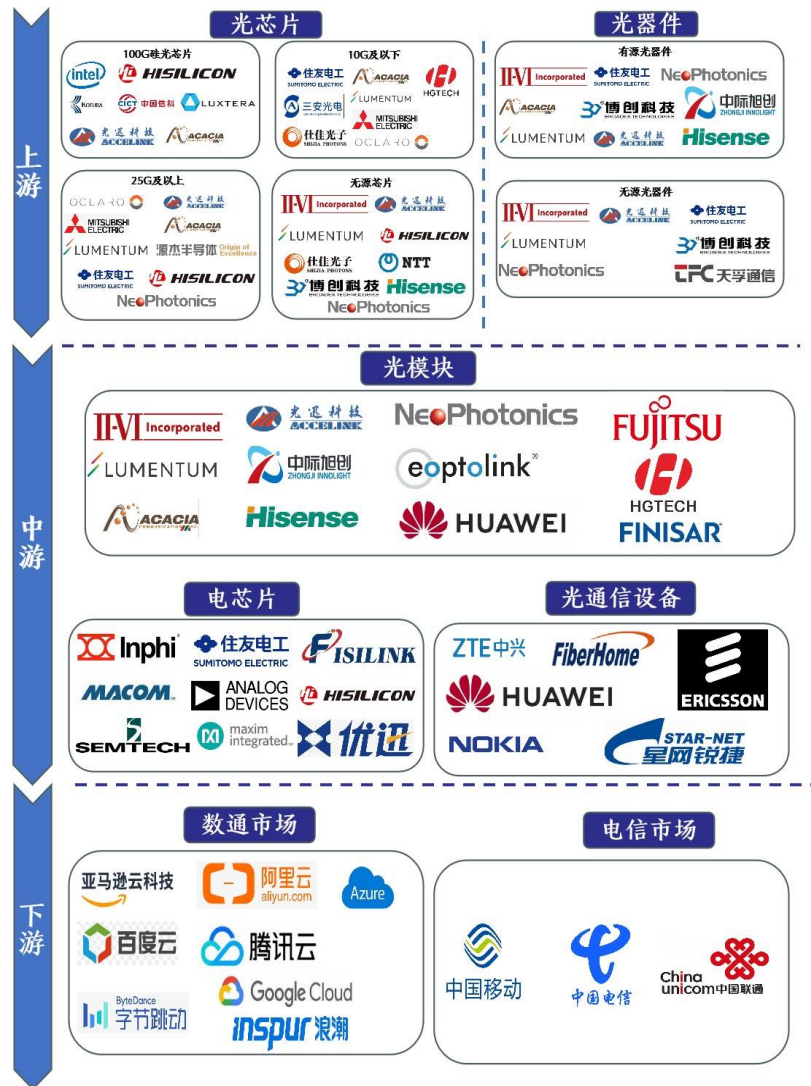 光芯片
光器件
上游
100G硅光芯片
intel
HISILICON
KOTURA
CICT 中国信科
LUXTERA
光迅科技
ACCELINK
ACACIA
10G及以下
住友电工
SUMITOMO ELECTRIC
ACACIA
HGTECH
三安光电
LUMENTUM
MITSUBISHI
ELECTRIC
仕佳光子
SHIJIA PHOTONS
OCLARO
有源光器件
II-VI Incorporated
NeoPhotonics
ACACIA
博创科技
BROADEX TECHNOLOGIES
中际旭创
ZHONGJI INNOLIGHT
LUMENTUM
光迅科技
ACCELINK
Hisense
25G及以上
OCLARO
光迅科技
ACCELINK
MITSUBISHI
ELECTRIC
ACACIA
LUMENTUM
源杰半导体 Origin of
Excellence
住友电工
SUMITOMO ELECTRIC
HISILICON
NeoPhotonics
无源芯片
II-VI Incorporated
光迅科技
ACCELINK
LUMENTUM
HISILICON
仕佳光子
SHIJIA PHOTONS
NTT
博创科技
BROADEX TECHNOLOGIES
Hisense
NeoPhotonics
无源光器件
II-VI Incorporated
光迅科技
ACCELINK
住友电工
SUMITOMO ELECTRIC
LUMENTUM
博创科技
BROADEX TECHNOLOGIES
NeoPhotonics
TFC 天孚通信
中游
光模块
II-VI Incorporated
光迅科技
ACCELINK
NeoPhotonics
FUJITSU
LUMENTUM
中际旭创
ZHONGJI INNOLIGHT
eoptolink®
HGTECH
ACACIA
COMMUNICATIONS, INC.
Hisense
HUAWEI
FINISAR
电芯片
Inphi
住友电工
SUMITOMO ELECTRIC
FISILINK
MACOM™
ANALOG
DEVICES
HISILICON
SEMTECH
maxim
integrated™
优迅
光通信设备
ZTE中兴
FiberHome
ERICSSON
HUAWEI
NOKIA
STAR-NET
星网锐捷
下游
数通市场
亚马逊云科技
阿里云
aliyun.com
Azure
百度云
腾讯云
ByteDance
字节跳动
Google Cloud
inspur 浪潮
电信市场
中国移动
中国电信
China
unicom中国联通